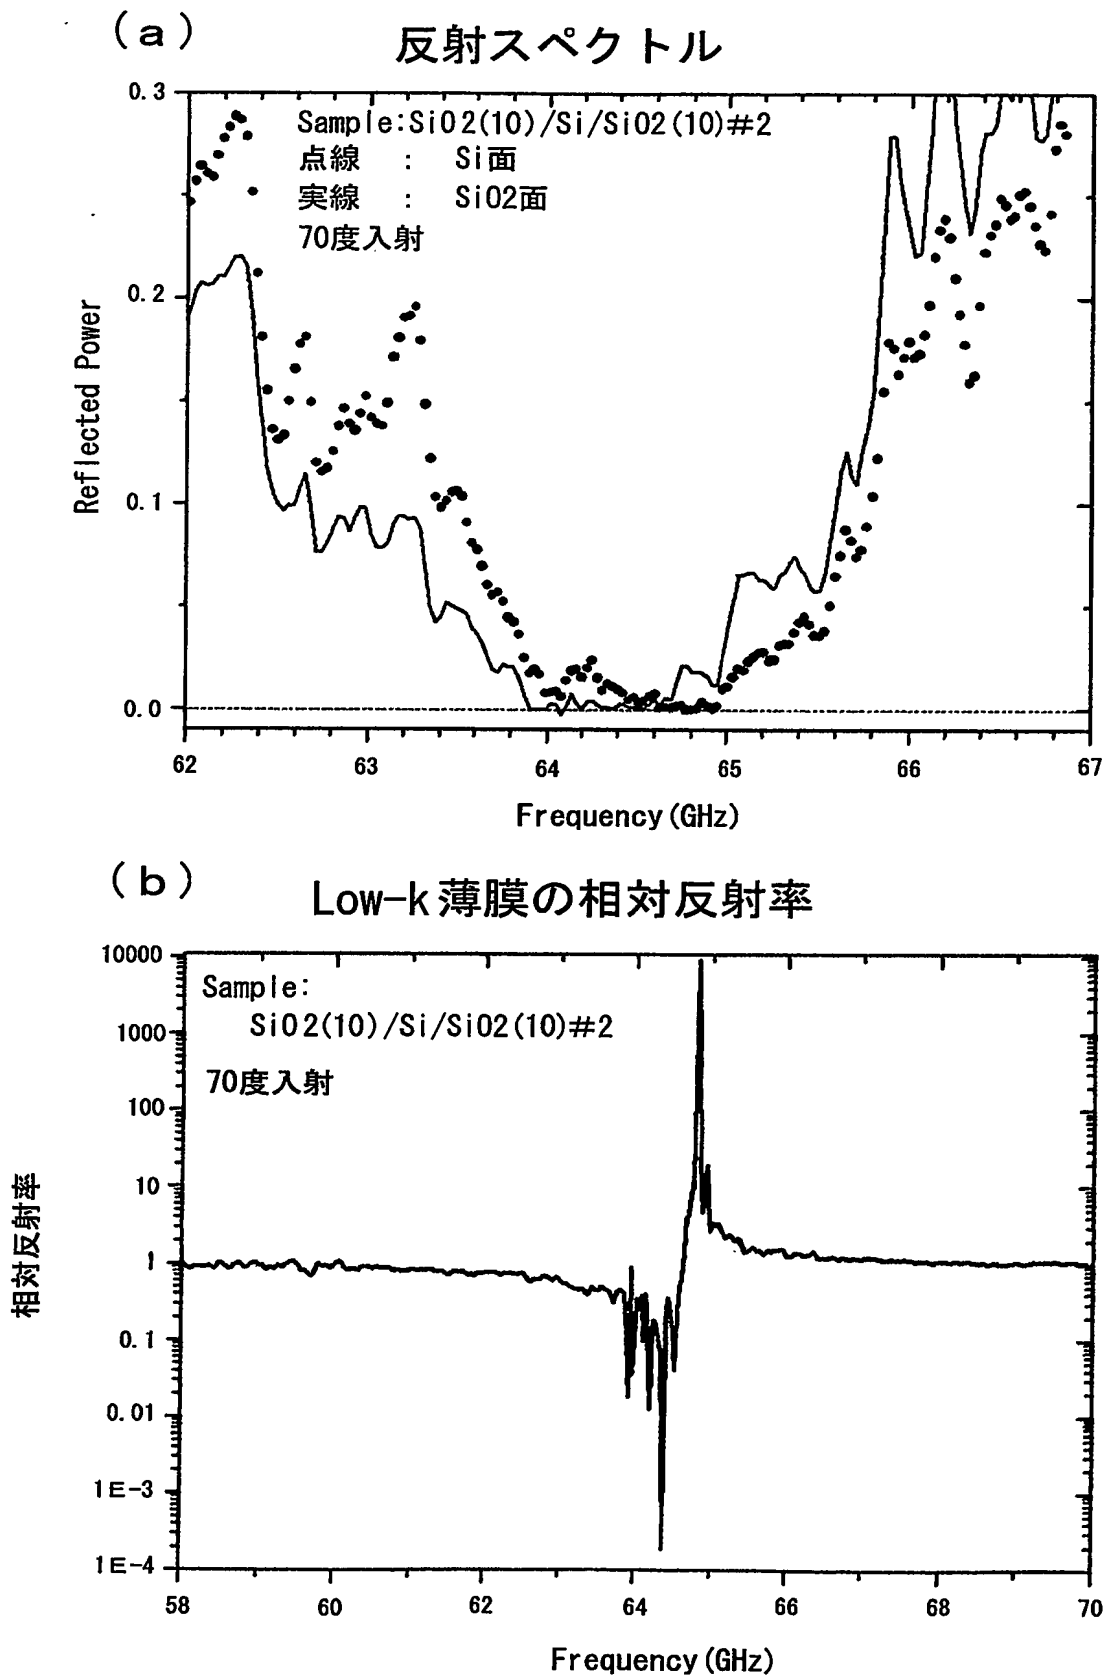 (a)
反射スペクトル
0.3
Sample:SiO2(10)/Si/SiO2(10)#2
点線 : Si面
実線 : SiO2面
70度入射
0.2
Reflected Power
0.1
0.0
62 63 64 65 66 67
Frequency(GHz)
(b)
Low-k薄膜の相対反射率
10000
Sample:
SiO2(10)/Si/SiO2(10)#2
1000
70度入射
100
10
相対反射率
1
0.1
0.01
1E-3
1E-4
58 60 62 64 66 68 70
Frequency(GHz)